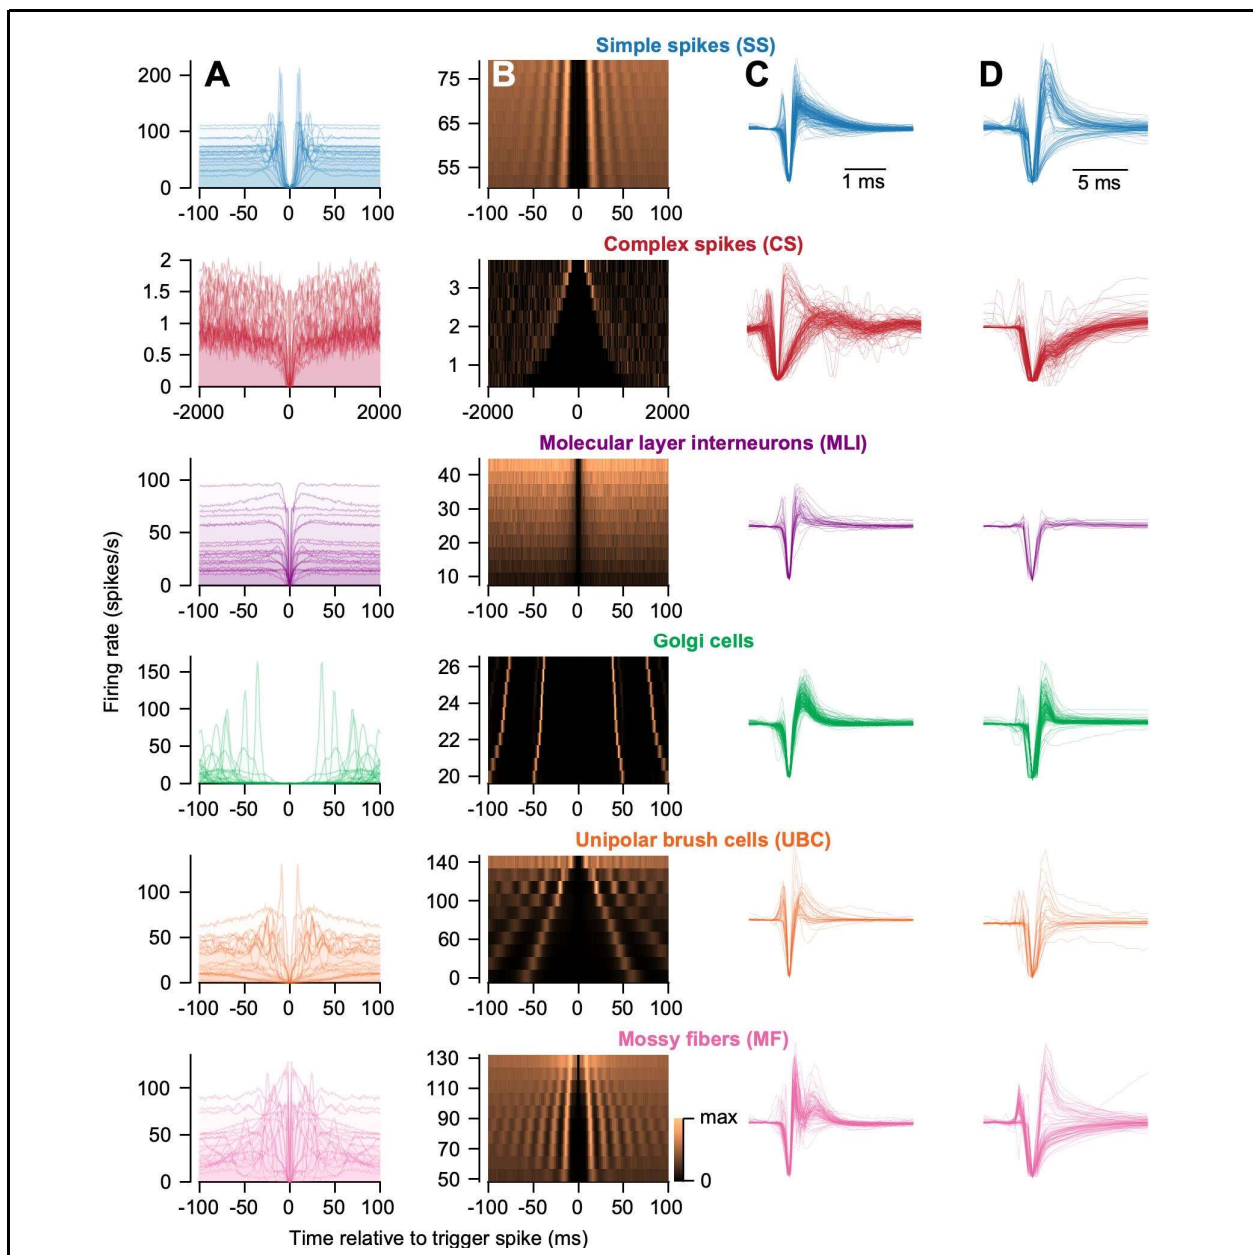 Simple spikes (SS)
A B C D
200
100
0
75
65
55
-100 -50 0 50 100
-100 -50 0 50 100
1 ms
5 ms
Complex spikes (CS)
2
1.5
1
0.5
0
3
2
1
-2000 0 2000
-2000 0 2000
Molecular layer interneurons (MLI)
100
50
0
40
30
20
10
-100 -50 0 50 100
-100 -50 0 50 100
Firing rate (spikes/s)
Golgi cells
150
100
50
0
26
24
22
20
-100 -50 0 50 100
-100 -50 0 50 100
Unipolar brush cells (UBC)
100
50
0
140
100
60
0
-100 -50 0 50 100
-100 -50 0 50 100
Mossy fibers (MF)
100
50
0
130
110
90
70
50
max
0
-100 -50 0 50 100
-100 -50 0 50 100
Time relative to trigger spike (ms)